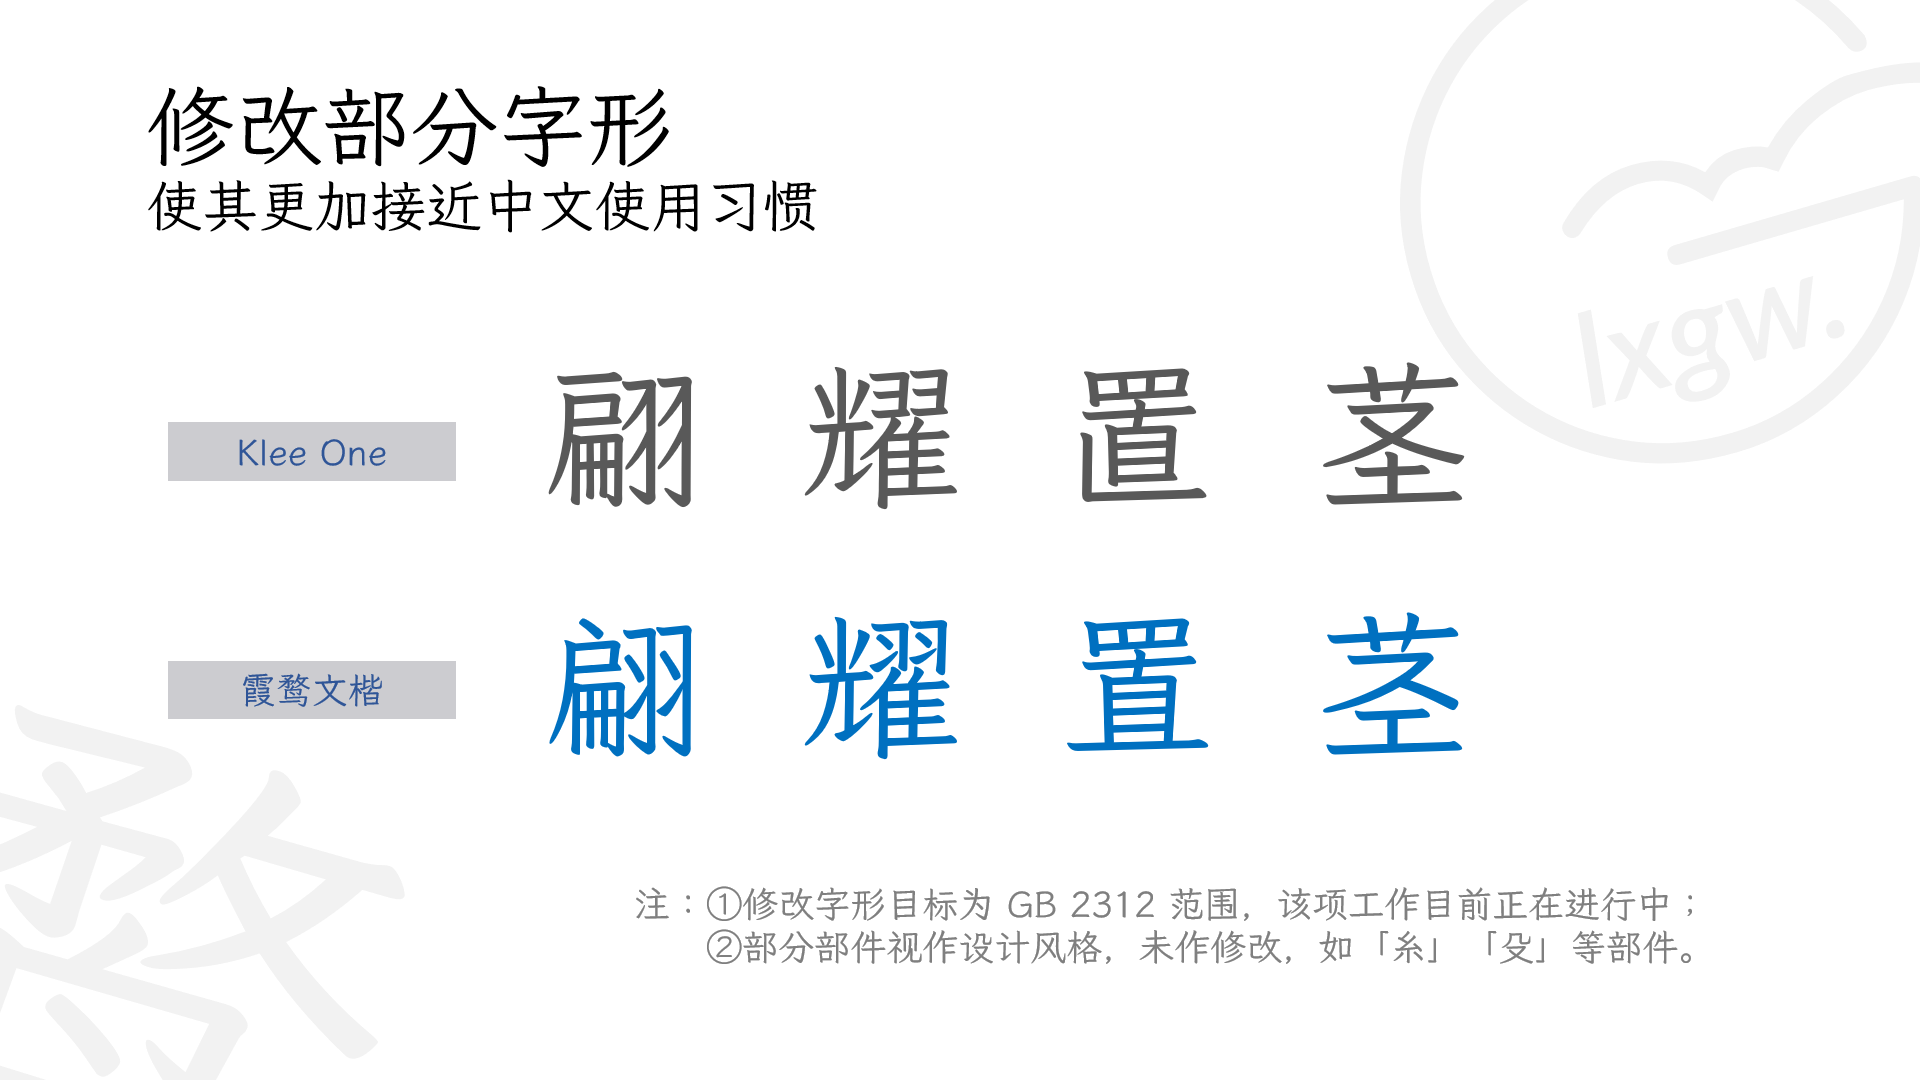 修改部分字形
使其更加接近中文使用习惯
lxgw.
Klee One
翩 耀 置 茎
霞鹜文楷
翩 耀 置 茎
鹜
注：①修改字形目标为 GB 2312 范围，该项工作目前正在进行中；
②部分部件视作设计风格，未作修改，如「糸」「殳」等部件。